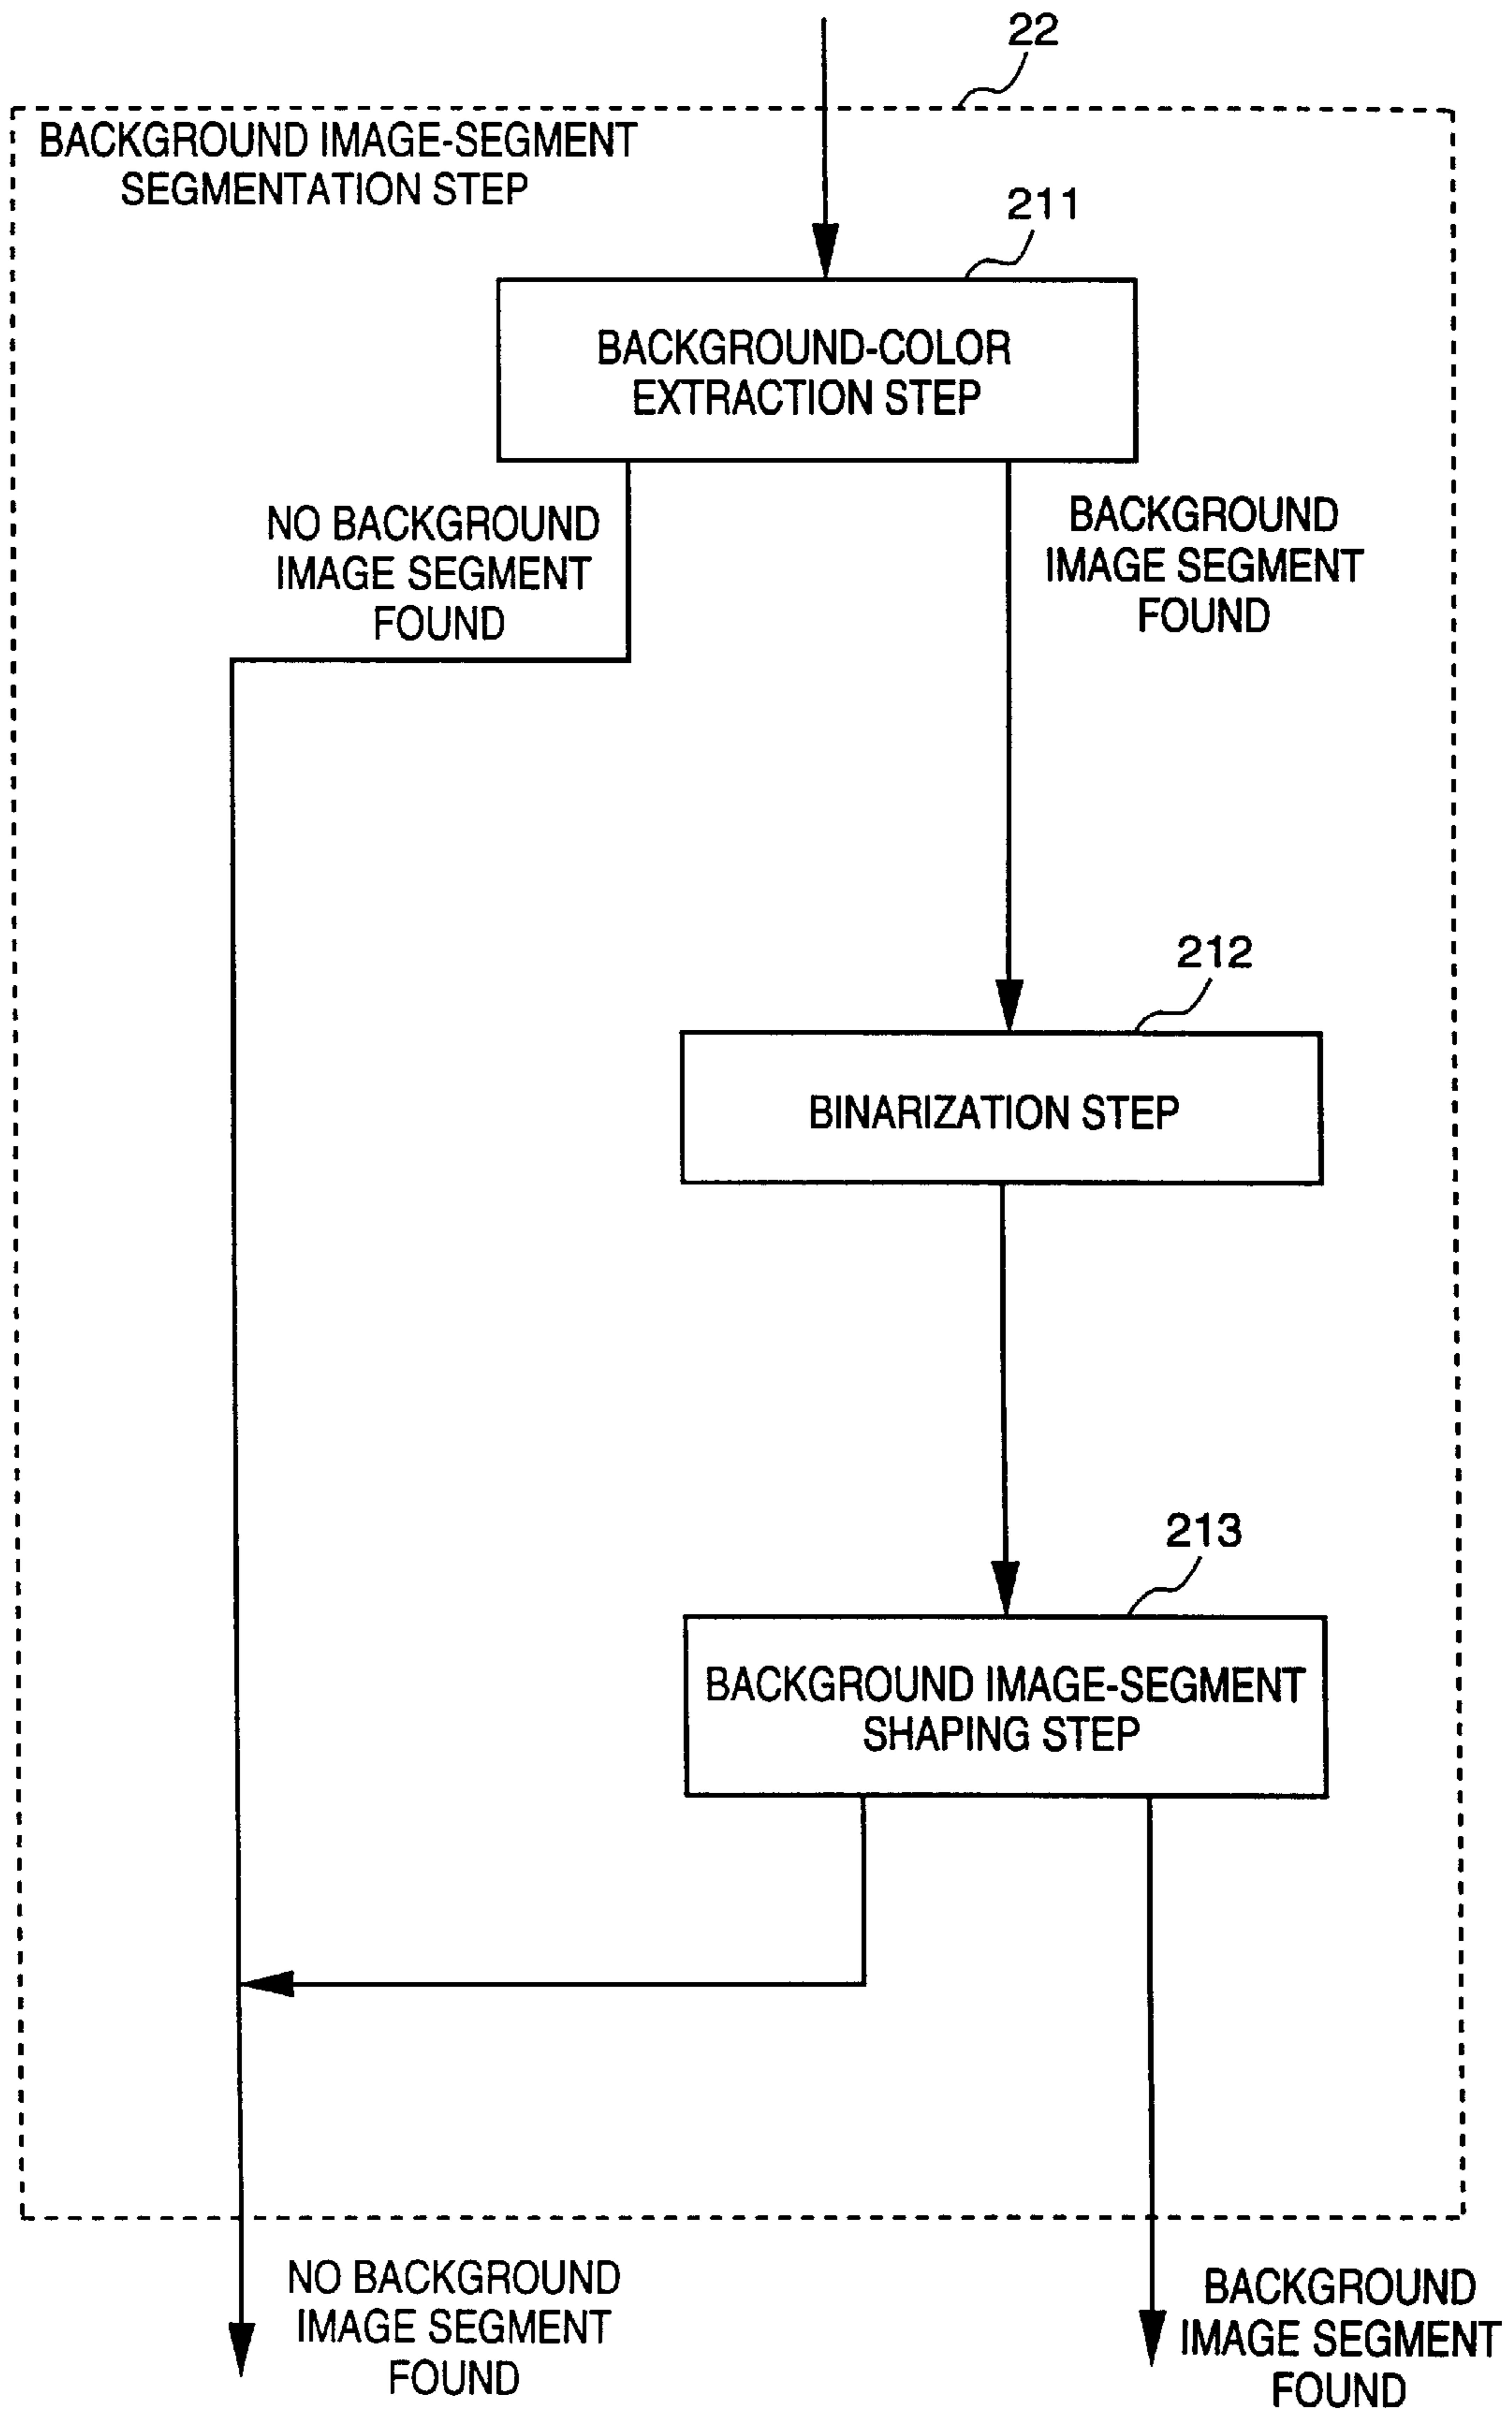 22
BACKGROUND IMAGE-SEGMENT
SEGMENTATION STEP
211
BACKGROUND-COLOR
EXTRACTION STEP
NO BACKGROUND
IMAGE SEGMENT
FOUND
BACKGROUND
IMAGE SEGMENT
FOUND
212
BINARIZATION STEP
213
BACKGROUND IMAGE-SEGMENT
SHAPING STEP
NO BACKGROUND
IMAGE SEGMENT
FOUND
BACKGROUND
IMAGE SEGMENT
FOUND